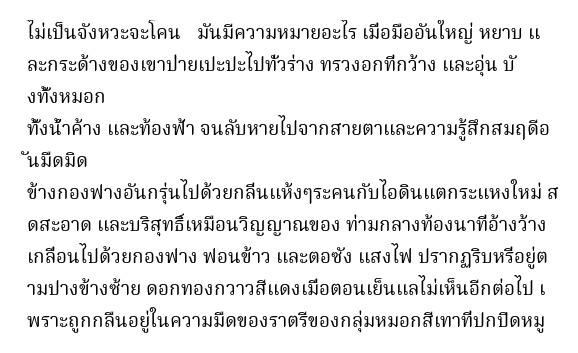 ไม่เป็นจังหวะจะโคน มันมีความหมายอะไร เมื่อมืออันใหญ่ หยาบ แ
ละกระด้างของเขาป่ายเปะปะไปทั่วร่าง ทรวงอกที่กว้าง และอุ่น บั
งทั้งหมอก
ทั้งน้ำค้าง และท้องฟ้า จนลับหายไปจากสายตาและความรู้สึกสมฤดีอ
ันมืดมิด
ข้างกองฟางอันกรุ่นไปด้วยกลิ่นแห้งๆระคนกับไอดินแตกระแหงใหม่ ส
ดสะอาด และบริสุทธิ์เหมือนวิญญาณของ ท่ามกลางท้องนาที่อ้างว้าง
เกลื่อนไปด้วยกองฟาง ฟ่อนข้าว และตอซัง แสงไฟ ปรากฏริบหรี่อยู่ต
ามปางข้างซ้าย ดอกทองกวาวสีแดงเมื่อตอนเย็นแลไม่เห็นอีกต่อไป เ
พราะถูกกลืนอยู่ในความมืดของราตรีของกลุ่มหมอกสีเทาที่ปกปิดหมู